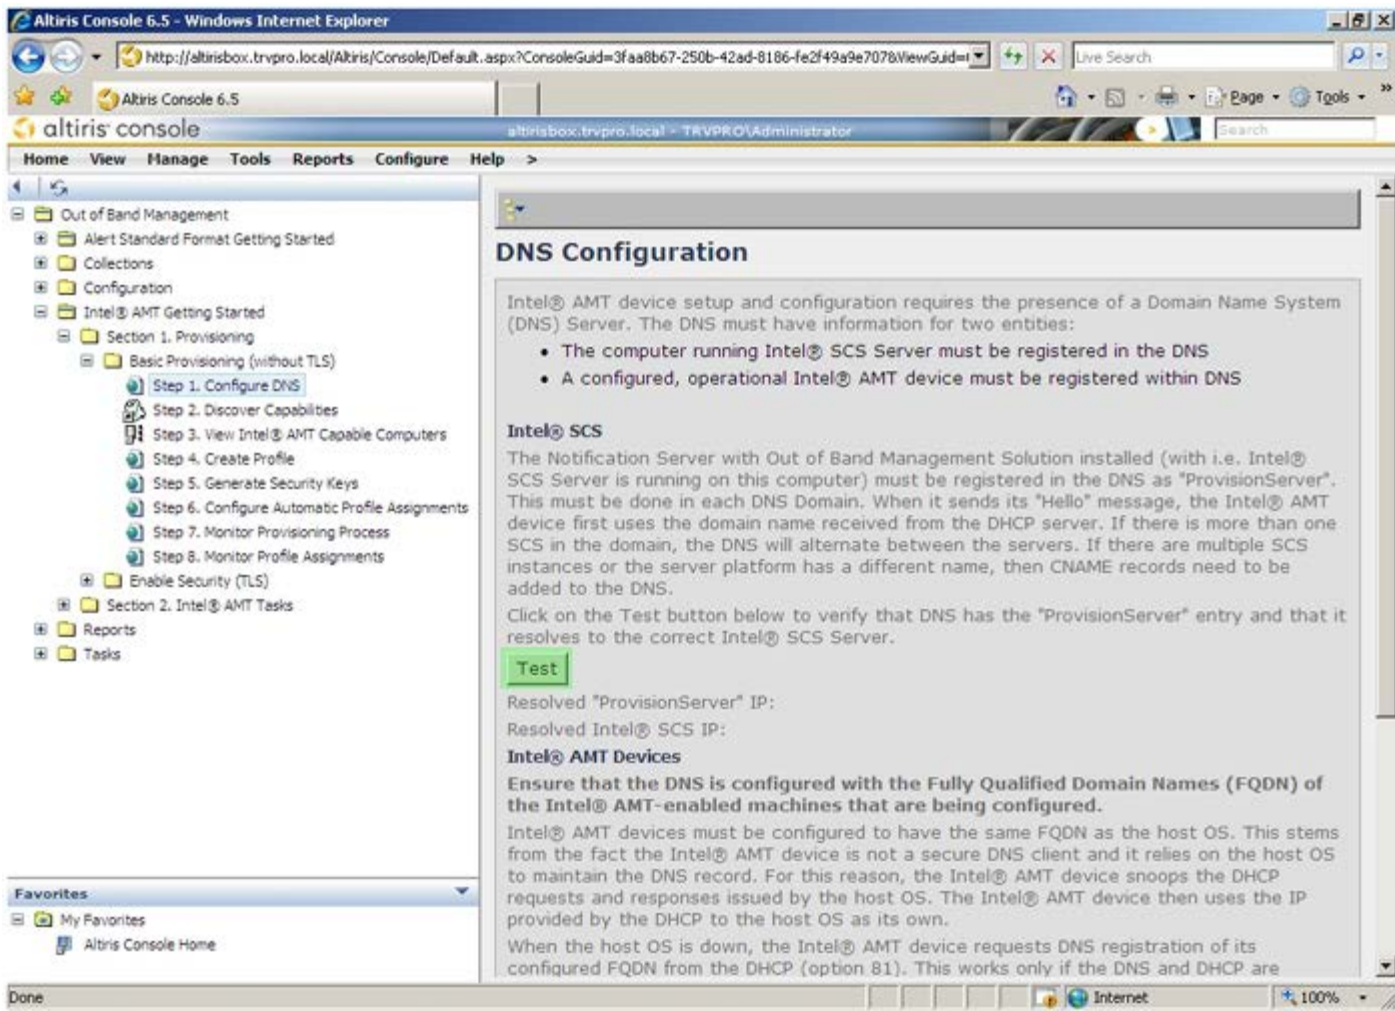 Altiris Console 6.5 - Windows Internet Explorer
http://altirisbox.trvpro.local/Altiris/Console/Default.aspx?ConsoleGuid=3faa8b67-250b-42ad-8186-fe2f49a9e707&ViewGuid=
Live Search
Altiris Console 6.5
Page
Tools
altiris console
altirisbox.trvpro.local - TRVPRO\Administrator
Search
Home View Manage Tools Reports Configure Help >
Out of Band Management
Alert Standard Format Getting Started
Collections
Configuration
Intel® AMT Getting Started
Section 1. Provisioning
Basic Provisioning (without TLS)
Step 1. Configure DNS
Step 2. Discover Capabilities
Step 3. View Intel® AMT Capable Computers
Step 4. Create Profile
Step 5. Generate Security Keys
Step 6. Configure Automatic Profile Assignments
Step 7. Monitor Provisioning Process
Step 8. Monitor Profile Assignments
Enable Security (TLS)
Section 2. Intel® AMT Tasks
Reports
Tasks
Favorites
My Favorites
Altiris Console Home
DNS Configuration
Intel® AMT device setup and configuration requires the presence of a Domain Name System
(DNS) Server. The DNS must have information for two entities:
• The computer running Intel® SCS Server must be registered in the DNS
• A configured, operational Intel® AMT device must be registered within DNS
Intel® SCS
The Notification Server with Out of Band Management Solution installed (with i.e. Intel®
SCS Server is running on this computer) must be registered in the DNS as "ProvisionServer".
This must be done in each DNS Domain. When it sends its "Hello" message, the Intel® AMT
device first uses the domain name received from the DHCP server. If there is more than one
SCS in the domain, the DNS will alternate between the servers. If there are multiple SCS
instances or the server platform has a different name, then CNAME records need to be
added to the DNS.
Click on the Test button below to verify that DNS has the "ProvisionServer" entry and that it
resolves to the correct Intel® SCS Server.
Test
Resolved "ProvisionServer" IP:
Resolved Intel® SCS IP:
Intel® AMT Devices
Ensure that the DNS is configured with the Fully Qualified Domain Names (FQDN) of
the Intel® AMT-enabled machines that are being configured.
Intel® AMT devices must be configured to have the same FQDN as the host OS. This stems
from the fact the Intel® AMT device is not a secure DNS client and it relies on the host OS
to maintain the DNS record. For this reason, the Intel® AMT device snoops the DHCP
requests and responses issued by the host OS. The Intel® AMT device then uses the IP
provided by the DHCP to the host OS as its own.
When the host OS is down, the Intel® AMT device requests DNS registration of its
configured FQDN from the DHCP (option 81). This works only if the DNS and DHCP are
Done
Internet
100%